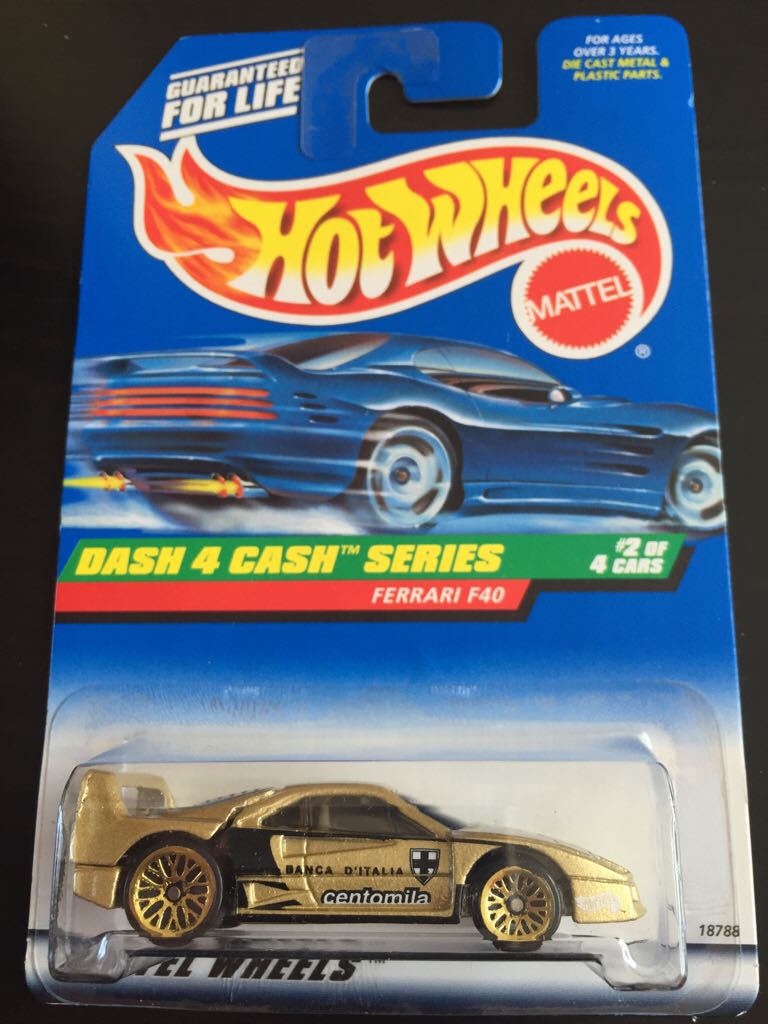 GUARANTEED
FOR LIFE
FOR AGES
OVER 3 YEARS.
DIE CAST METAL &
PLASTIC PARTS.
HOT WHEELS
MATTEL
®
DASH 4 CASH™ SERIES
#2 OF
4 CARS
FERRARI F40
BANCA D'ITALIA
centomila
18788
WHEELS™